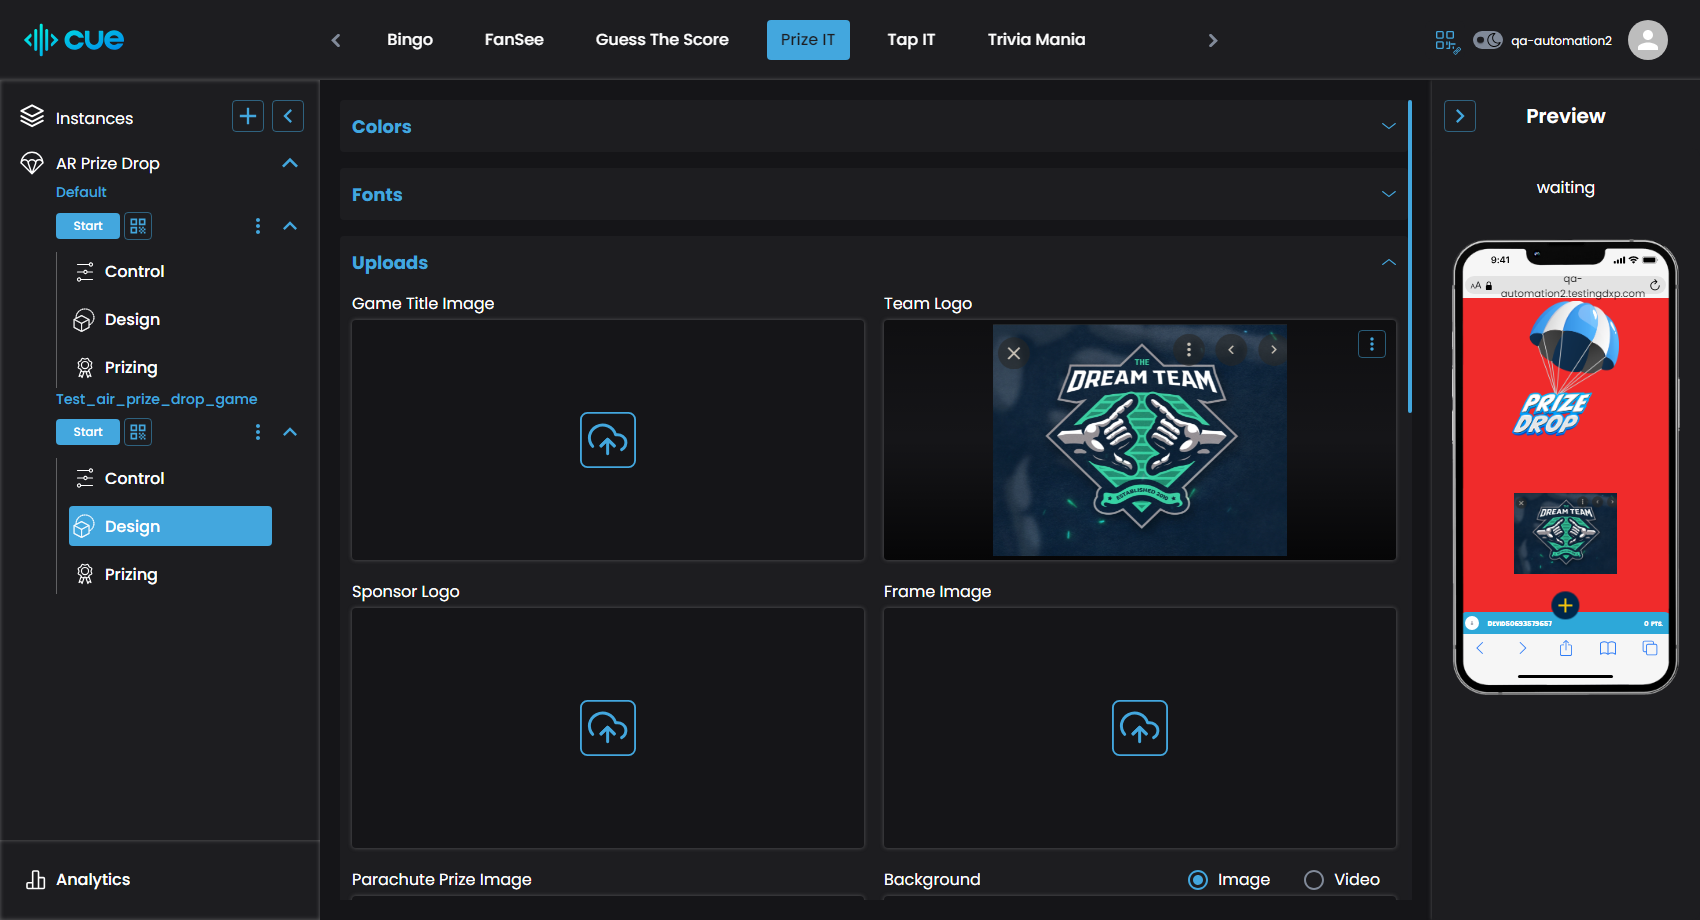 cue
Bingo
FanSee
Guess The Score
Prize IT
Tap IT
Trivia Mania
qa-automation2
Instances
AR Prize Drop
Default
Start
Control
Design
Prizing
Test_air_prize_drop_game
Start
Control
Design
Prizing
Analytics
Colors
Fonts
Uploads
Game Title Image
Team Logo
THE
DREAM TEAM
ESTABLISHED 2019
Sponsor Logo
Frame Image
Parachute Prize Image
Background
Image
Video
Preview
waiting
9:41
AA
qa-
automation2.testingdxp.com
PRIZE
DROP
DREAM TEAM
0 PTS.